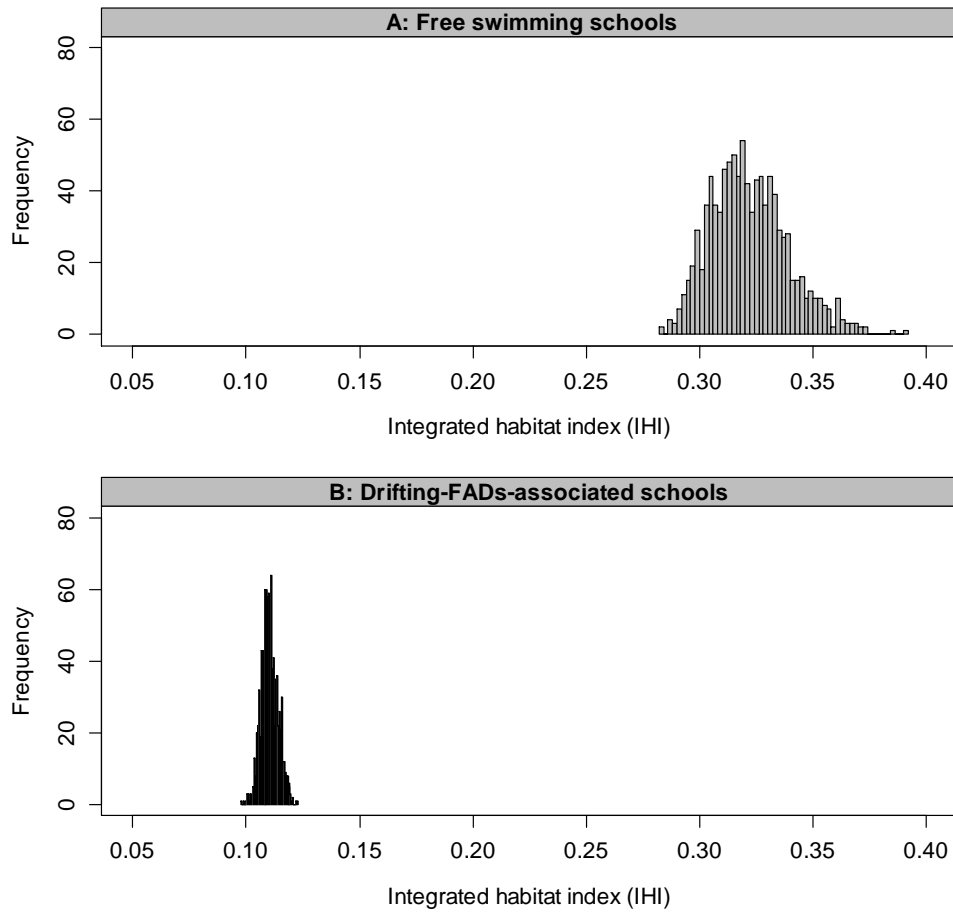 A: Free swimming schools
80
60
40
20
0
Frequency
0.05 0.10 0.15 0.20 0.25 0.30 0.35 0.40
Integrated habitat index (IHI)
B: Drifting-FADs-associated schools
80
60
40
20
0
Frequency
0.05 0.10 0.15 0.20 0.25 0.30 0.35 0.40
Integrated habitat index (IHI)